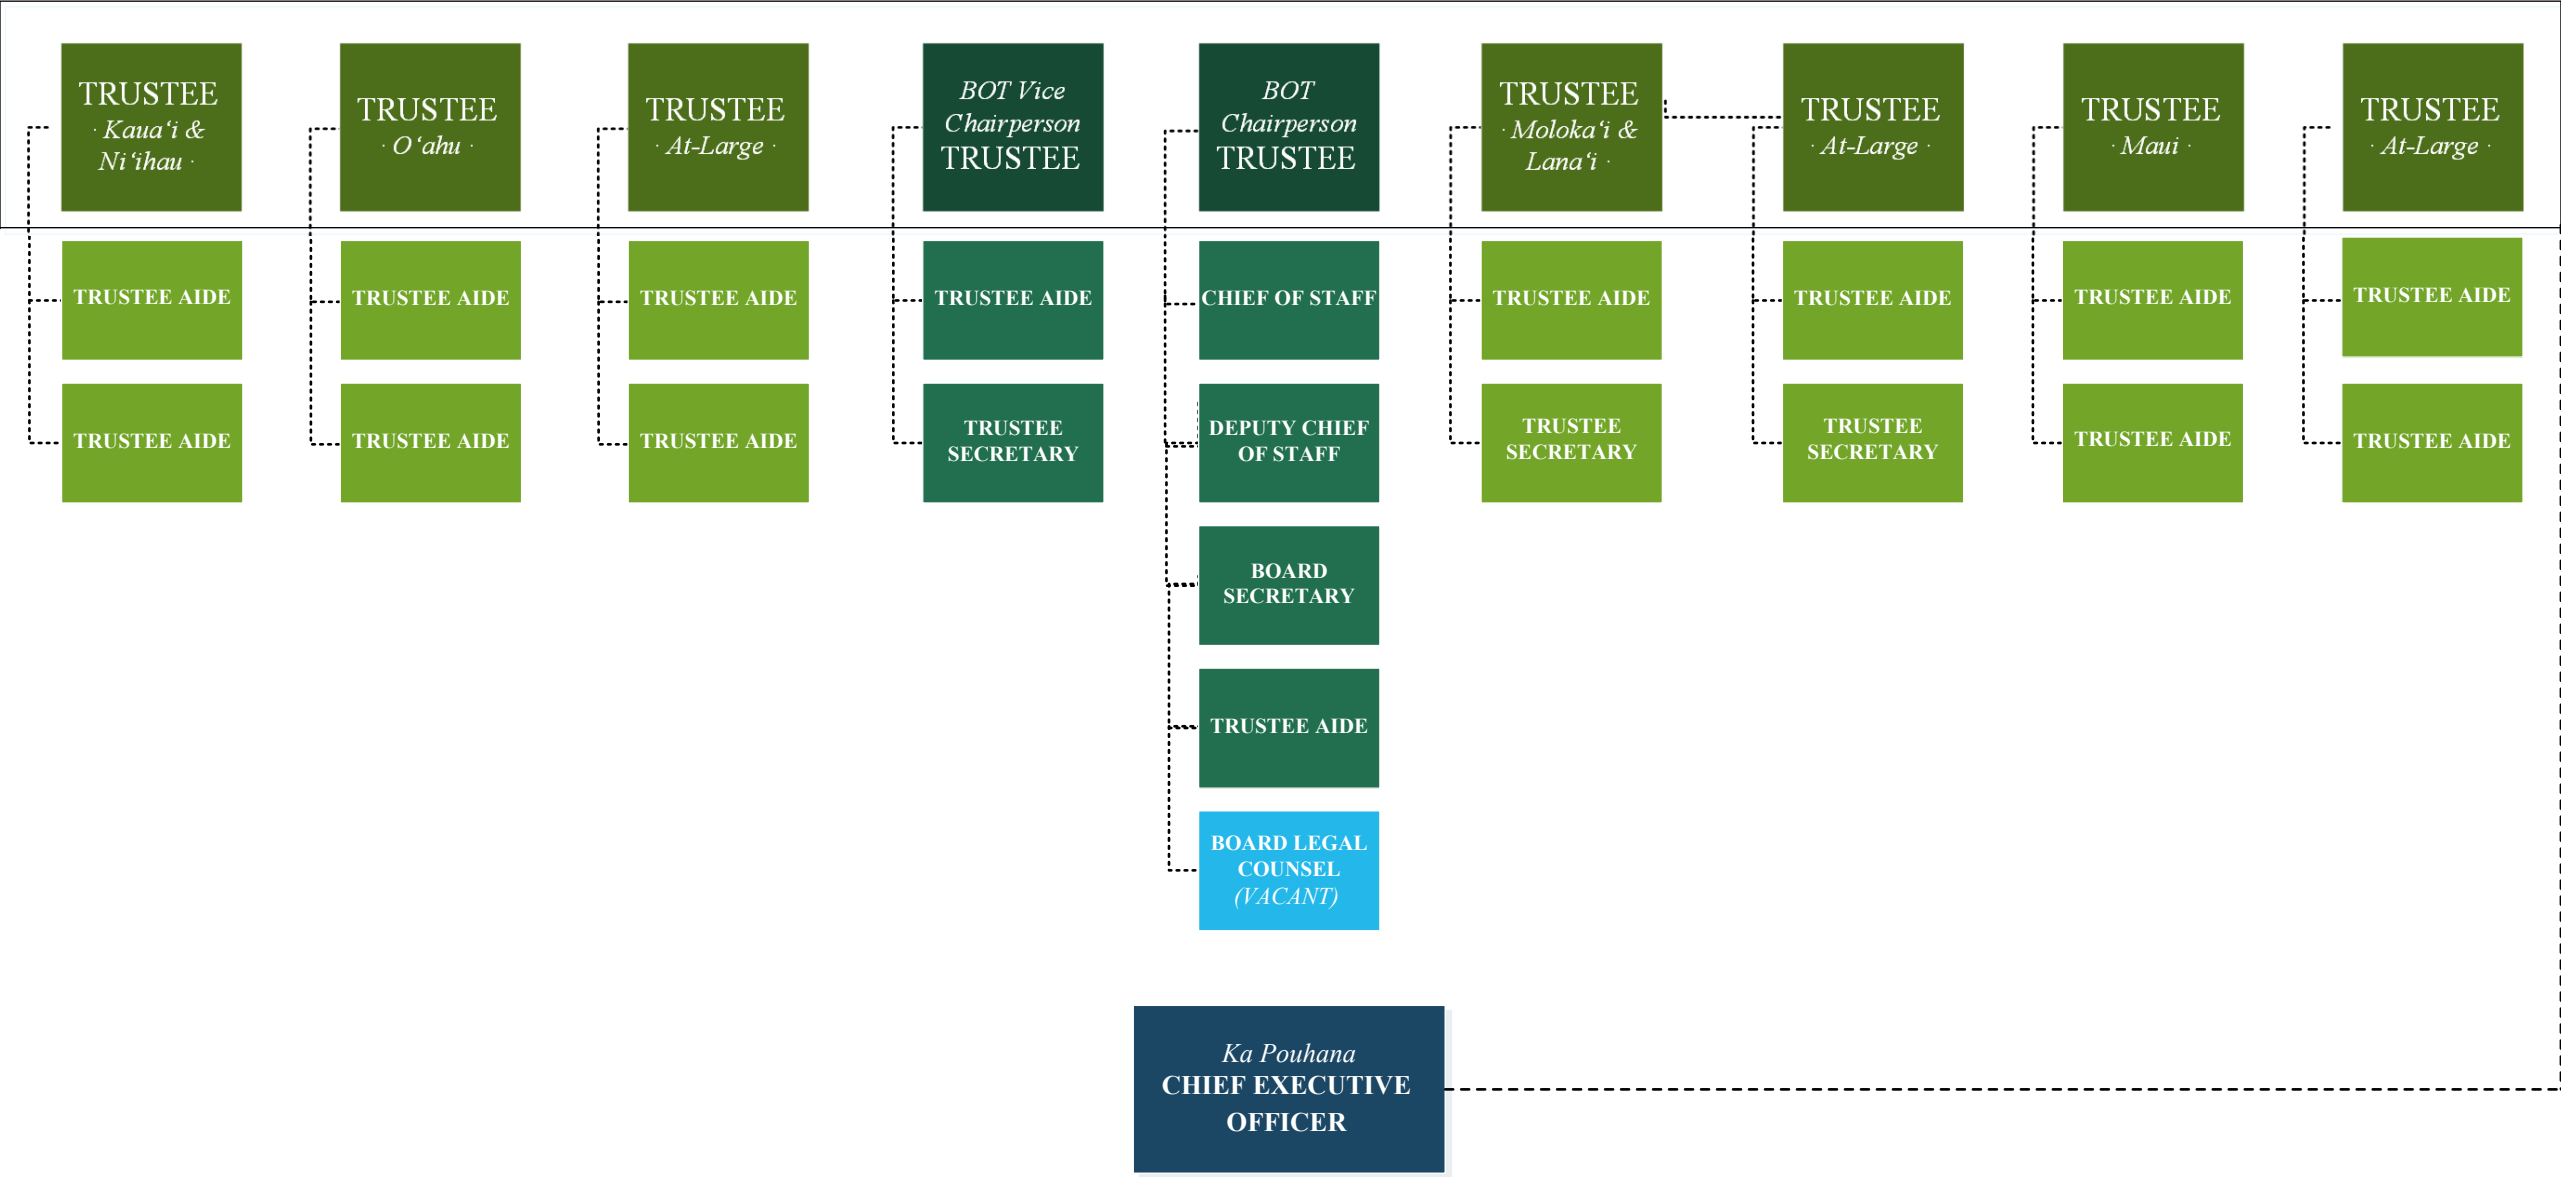 TRUSTEE
· Kauaʻi &
Niʻihau ·
TRUSTEE
· Oʻahu ·
TRUSTEE
· At-Large ·
BOT Vice
Chairperson
TRUSTEE
BOT
Chairperson
TRUSTEE
TRUSTEE
· Molokaʻi &
Lanaʻi ·
TRUSTEE
· At-Large ·
TRUSTEE
· Maui ·
TRUSTEE
· At-Large ·
TRUSTEE AIDE
TRUSTEE AIDE
TRUSTEE AIDE
TRUSTEE AIDE
CHIEF OF STAFF
TRUSTEE AIDE
TRUSTEE AIDE
TRUSTEE AIDE
TRUSTEE AIDE
TRUSTEE AIDE
TRUSTEE AIDE
TRUSTEE AIDE
TRUSTEE
SECRETARY
DEPUTY CHIEF
OF STAFF
TRUSTEE
SECRETARY
TRUSTEE
SECRETARY
TRUSTEE AIDE
TRUSTEE AIDE
BOARD
SECRETARY
TRUSTEE AIDE
BOARD LEGAL
COUNSEL
(VACANT)
Ka Pouhana
CHIEF EXECUTIVE
OFFICER